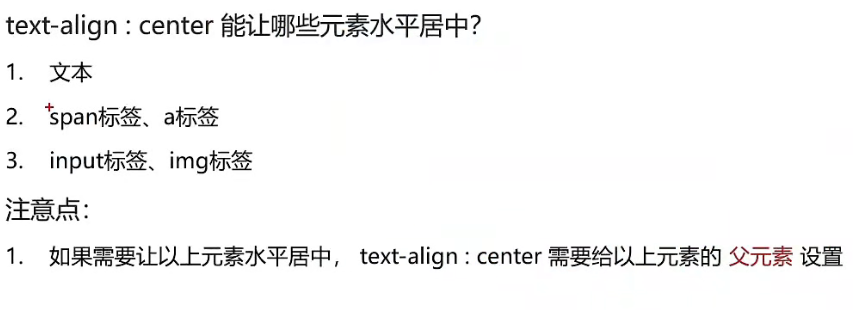 text-align : center 能让哪些元素水平居中?
1. 文本
2. span标签、a标签
3. input标签、img标签
注意点：
1. 如果需要让以上元素水平居中， text-align : center 需要给以上元素的 父元素 设置